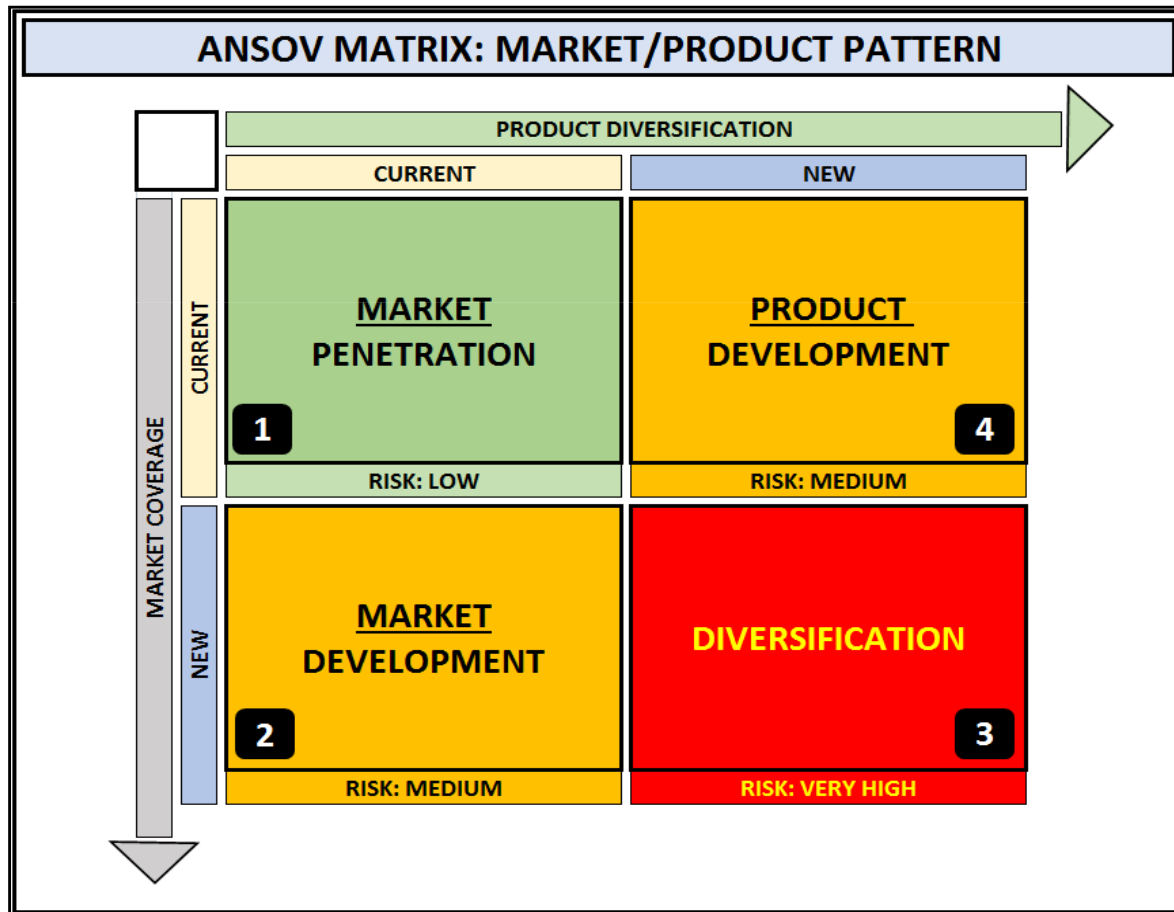 ANSOV MATRIX: MARKET/PRODUCT PATTERN
PRODUCT DIVERSIFICATION
CURRENT
NEW
MARKET COVERAGE
CURRENT
MARKET
PENETRATION
1
RISK: LOW
PRODUCT
DEVELOPMENT
4
RISK: MEDIUM
NEW
MARKET
DEVELOPMENT
2
RISK: MEDIUM
DIVERSIFICATION
3
RISK: VERY HIGH